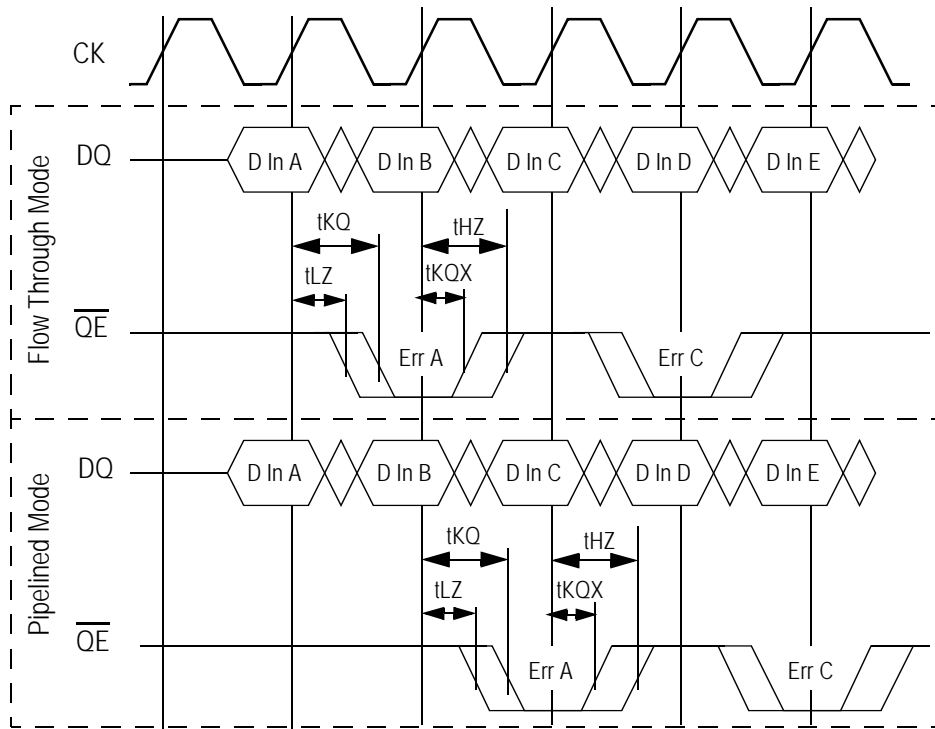 CK
Flow Through Mode
DQ
D In A
D In B
D In C
D In D
D In E
tKQ
tHZ
tLZ
tKQX
QE
Err A
Err C
Pipelined Mode
DQ
D In A
D In B
D In C
D In D
D In E
tKQ
tHZ
tLZ
tKQX
QE
Err A
Err C